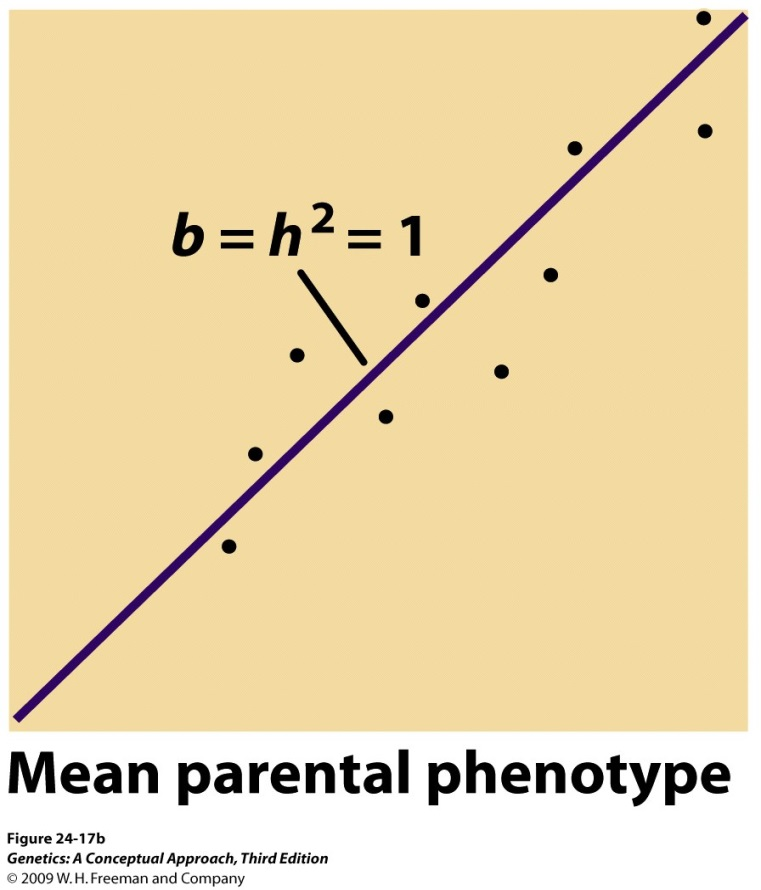 b = h² = 1
Mean parental phenotype
Figure 24-17b
Genetics: A Conceptual Approach, Third Edition
© 2009 W. H. Freeman and Company